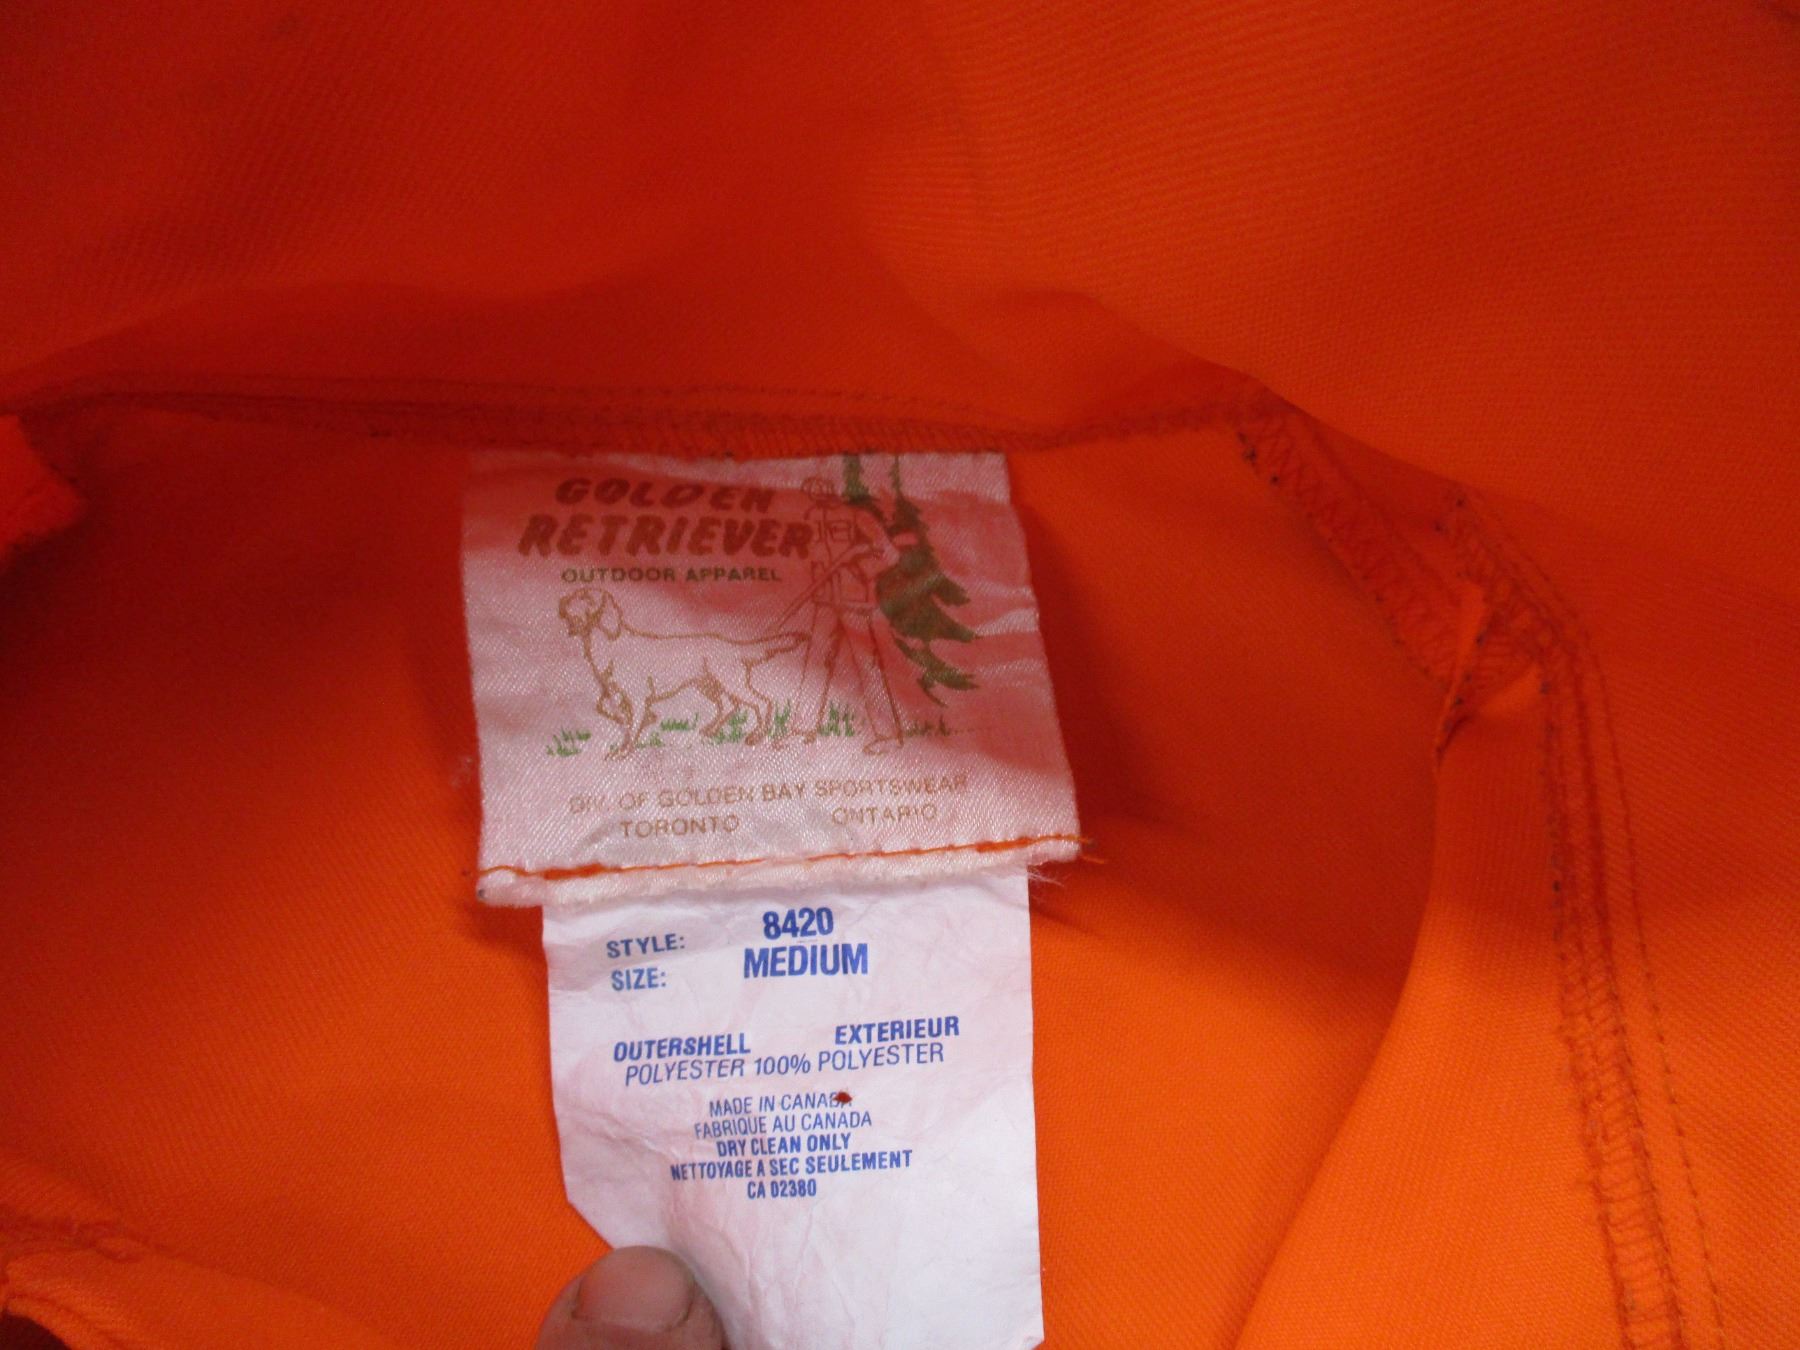 GOLDEN
RETRIEVER
OUTDOOR APPAREL
DIV. OF GOLDEN BAY SPORTSWEAR
TORONTO ONTARIO
STYLE: 8420
SIZE: MEDIUM
OUTERSHELL EXTERIEUR
POLYESTER 100% POLYESTER
MADE IN CANADA
FABRIQUE AU CANADA
DRY CLEAN ONLY
NETTOYAGE A SEC SEULEMENT
CA 02380